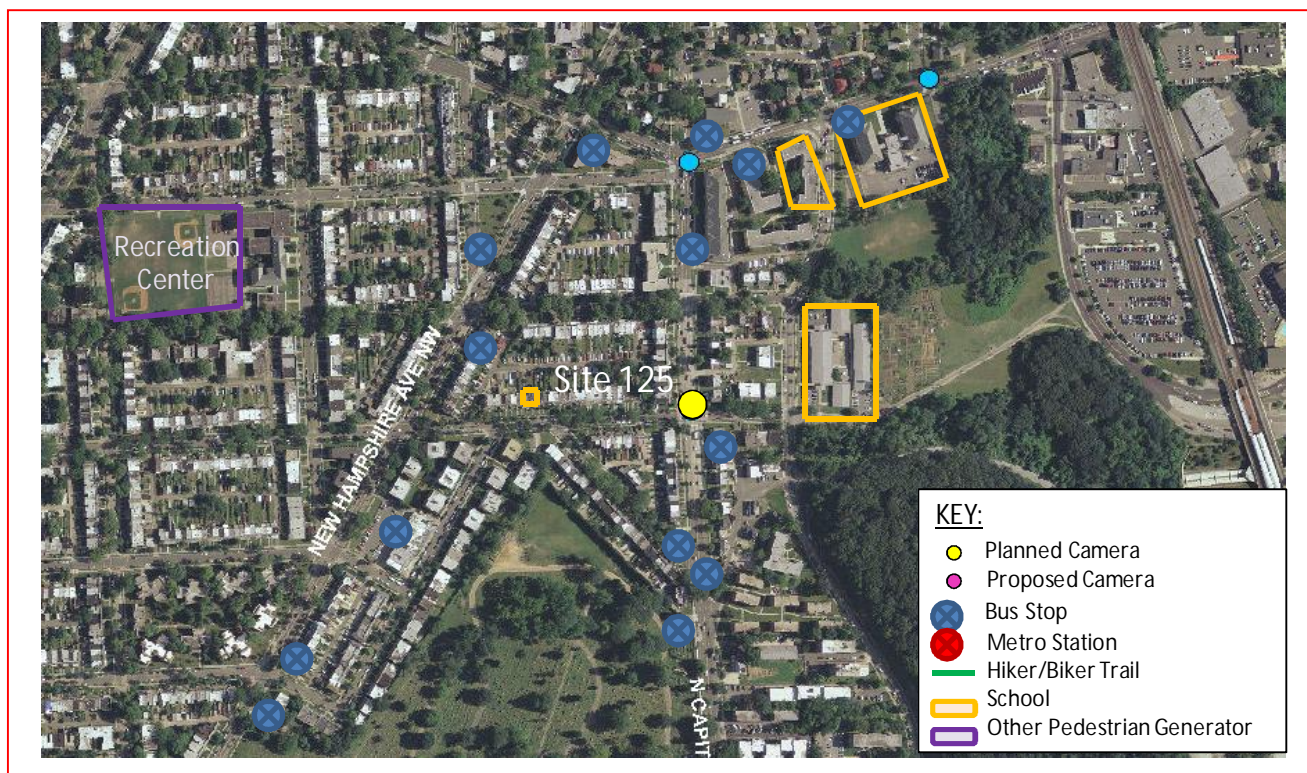 Recreation
Center
Site 125
NEW HAMPSHIRE AVE NW
N CAPIT
KEY:
Planned Camera
Proposed Camera
Bus Stop
Metro Station
Hiker/Biker Trail
School
Other Pedestrian Generator